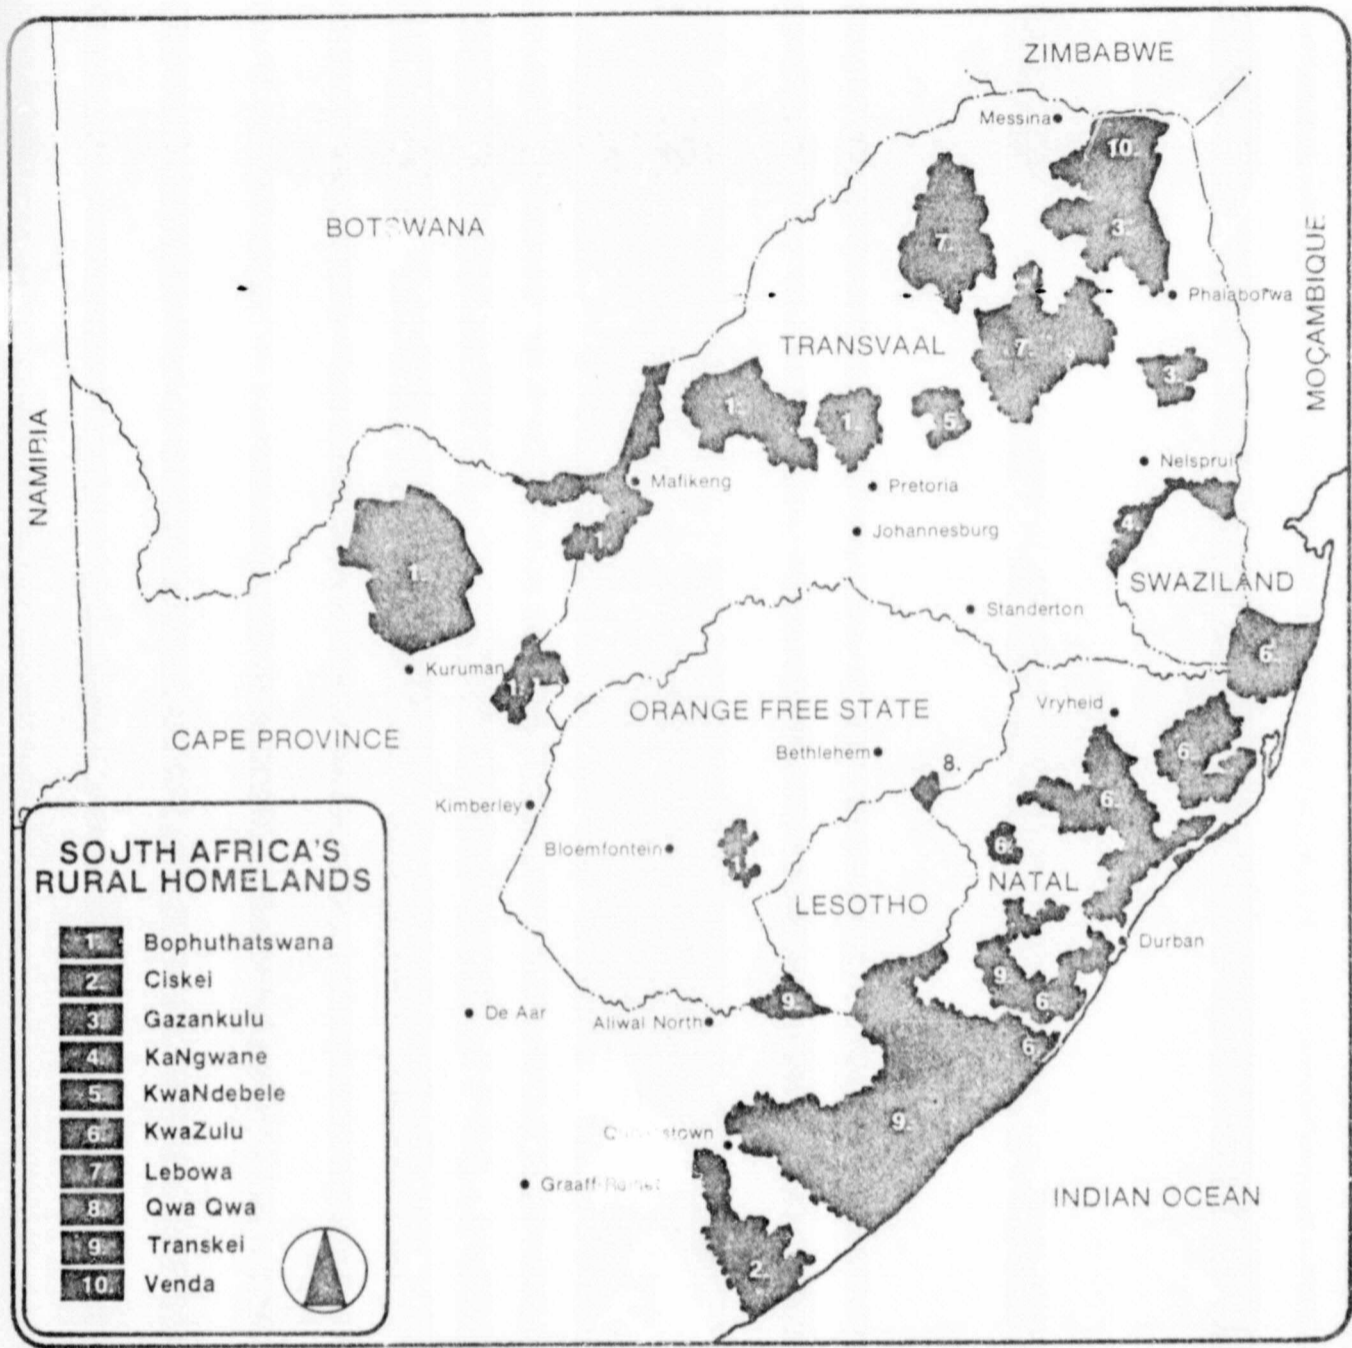 ZIMBABWE
Messina
10.
BOTSWANA
7.
3.
MOÇAMBIQUE
Phalaborwa
TRANSVAAL
7.
3.
1.
1.
5.
NAMIBIA
Mafikeng
Nelspruit
Pretoria
4.
1.
Johannesburg
1.
SWAZILAND
Standerton
6.
Kuruman
1.
ORANGE FREE STATE
Vryheid
CAPE PROVINCE
Bethlehem
8.
6.
Kimberley
6.
Bloemfontein
1.
6.
NATAL
LESOTHO
Durban
9.
9.
6.
De Aar
Aliwal North
6.
9.
Graaff-Reinet
INDIAN OCEAN
2.
SOUTH AFRICA'S
RURAL HOMELANDS
1. Bophuthatswana
2. Ciskei
3. Gazankulu
4. KaNgwane
5. KwaNdebele
6. KwaZulu
7. Lebowa
8. Qwa Qwa
9. Transkei
10. Venda